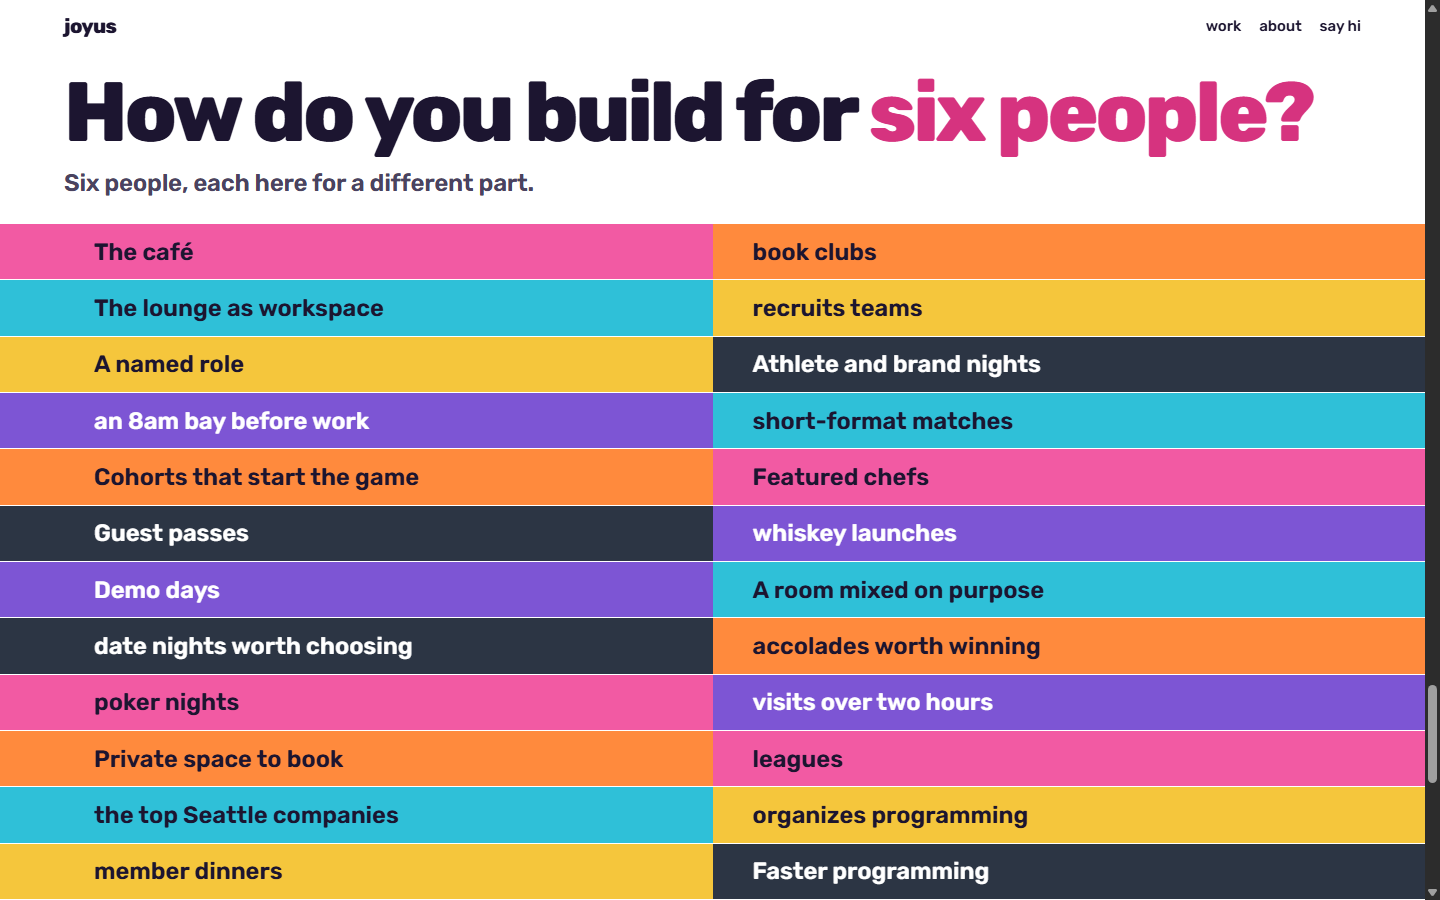 joyus
work about say hi
How do you build for six people?
Six people, each here for a different part.
The café
book clubs
The lounge as workspace
recruits teams
A named role
Athlete and brand nights
an 8am bay before work
short-format matches
Cohorts that start the game
Featured chefs
Guest passes
whiskey launches
Demo days
A room mixed on purpose
date nights worth choosing
accolades worth winning
poker nights
visits over two hours
Private space to book
leagues
the top Seattle companies
organizes programming
member dinners
Faster programming